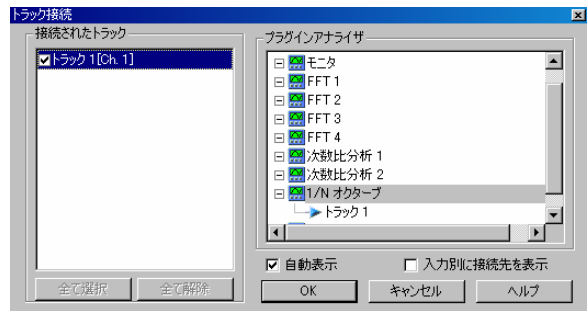 トラック接続
接続されたトラック
トラック 1[Ch. 1]
全て選択
全て解除
プラグインアナライザ
モニタ
FFT 1
FFT 2
FFT 3
FFT 4
次数比分析 1
次数比分析 2
1/N オクターブ
トラック 1
自動表示
入力別に接続先を表示
OK
キャンセル
ヘルプ